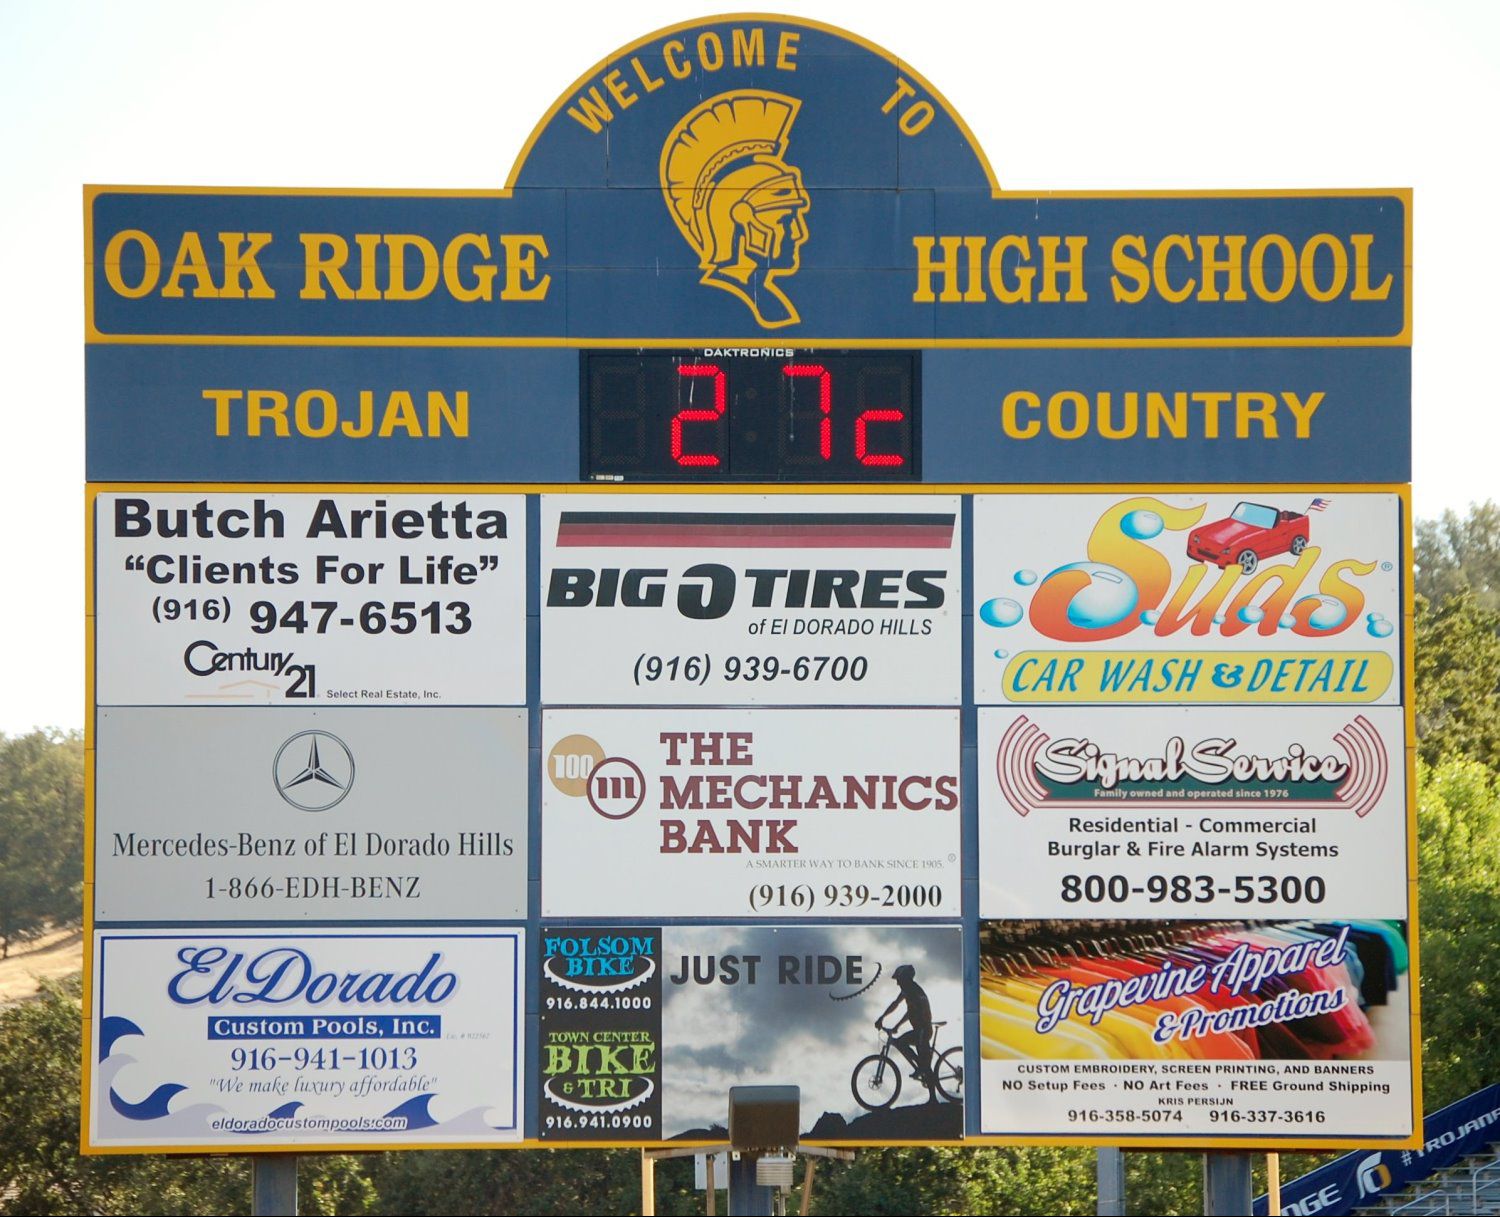 WELCOME TO
OAK RIDGE HIGH SCHOOL
DAKTRONICS
TROJAN 27c COUNTRY
Butch Arietta
“Clients For Life”
(916) 947-6513
Century 21 Select Real Estate, Inc.
BIG O TIRES
of El DORADO HILLS
(916) 939-6700
Suds®
CAR WASH & DETAIL
Mercedes-Benz of El Dorado Hills
1-866-EDH-BENZ
100 m
THE
MECHANICS
BANK
A SMARTER WAY TO BANK SINCE 1905.®
(916) 939-2000
Signal Service
Family owned and operated since 1976
Residential - Commercial
Burglar & Fire Alarm Systems
800-983-5300
El Dorado
Custom Pools, Inc.
916-941-1013
"We make luxury affordable"
eldoradocustompools.com
FOLSOM
BIKE
916.844.1000
TOWN CENTER
BIKE
& TRI
916.941.0900
JUST RIDE
Grapevine Apparel
& Promotions
CUSTOM EMBROIDERY, SCREEN PRINTING, AND BANNERS
NO Setup Fees · NO Art Fees · FREE Ground Shipping
KRIS PERSIJN
916-358-5074 916-337-3616